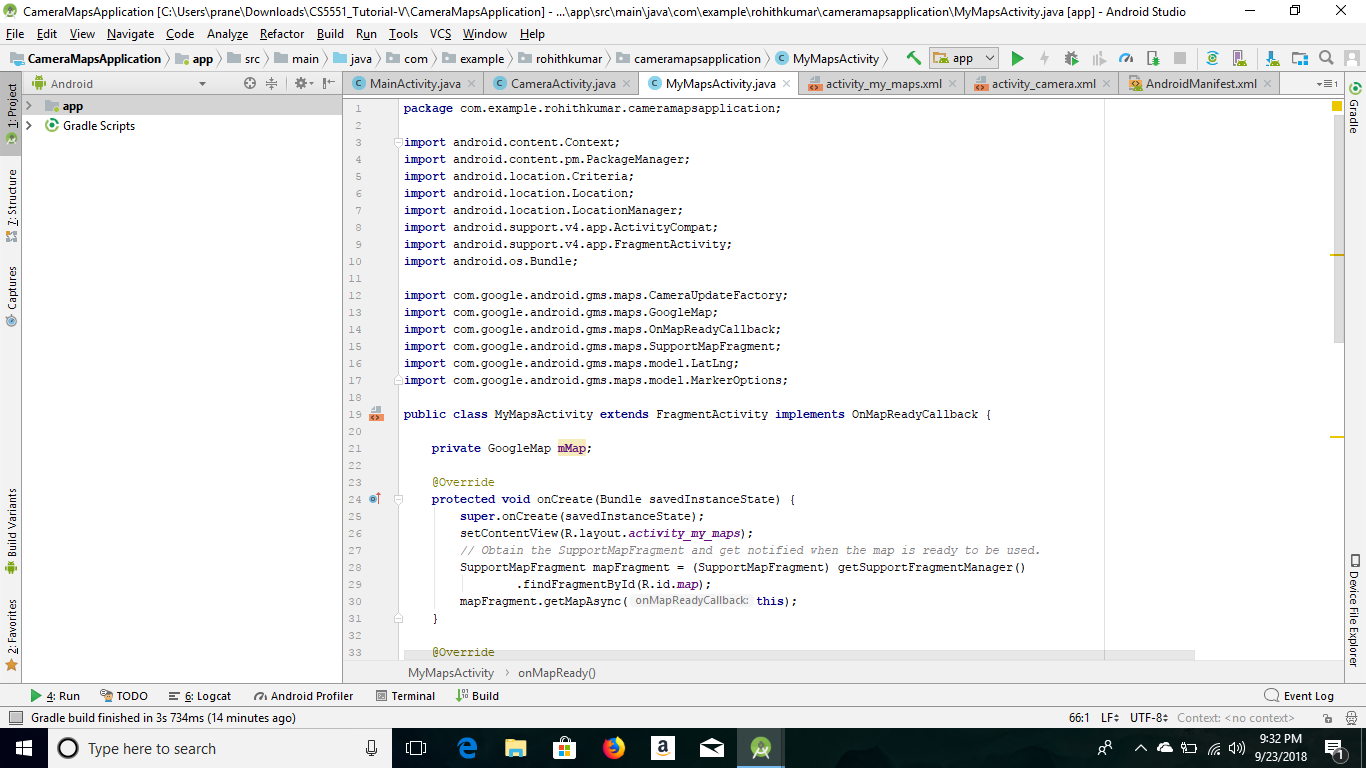 CameraMapsApplication [C:\Users\prane\Downloads\CS5551_Tutorial-V\CameraMapsApplication] - ...\app\src\main\java\com\example\rohithkumar\cameramapsapplication\MyMapsActivity.java [app] - Android Studio
File Edit View Navigate Code Analyze Refactor Build Run Tools VCS Window Help
CameraMapsApplication app src main java com example rohithkumar cameramapsapplication MyMapsActivity app
Android MainActivity.java CameraActivity.java MyMapsActivity.java activity_my_maps.xml activity_camera.xml AndroidManifest.xml
app
Gradle Scripts
1: Project
7: Structure
Captures
Build Variants
2: Favorites
1 package com.example.rohithkumar.cameramapsapplication;
2
3 import android.content.Context;
4 import android.content.pm.PackageManager;
5 import android.location.Criteria;
6 import android.location.Location;
7 import android.location.LocationManager;
8 import android.support.v4.app.ActivityCompat;
9 import android.support.v4.app.FragmentActivity;
10 import android.os.Bundle;
11
12 import com.google.android.gms.maps.CameraUpdateFactory;
13 import com.google.android.gms.maps.GoogleMap;
14 import com.google.android.gms.maps.OnMapReadyCallback;
15 import com.google.android.gms.maps.SupportMapFragment;
16 import com.google.android.gms.maps.model.LatLng;
17 import com.google.android.gms.maps.model.MarkerOptions;
18
19 public class MyMapsActivity extends FragmentActivity implements OnMapReadyCallback {
20
21 private GoogleMap mMap;
22
23 @Override
24 protected void onCreate(Bundle savedInstanceState) {
25 super.onCreate(savedInstanceState);
26 setContentView(R.layout.activity_my_maps);
27 // Obtain the SupportMapFragment and get notified when the map is ready to be used.
28 SupportMapFragment mapFragment = (SupportMapFragment) getSupportFragmentManager()
29 .findFragmentById(R.id.map);
30 mapFragment.getMapAsync( onMapReadyCallback: this);
31 }
32
33 @Override
Gradle
Device File Explorer
MyMapsActivity onMapReady()
4: Run TODO 6: Logcat Android Profiler Terminal Build Event Log
Gradle build finished in 3s 734ms (14 minutes ago) 66:1 LF UTF-8 Context: <no context>
Type here to search
9:32 PM
9/23/2018
1